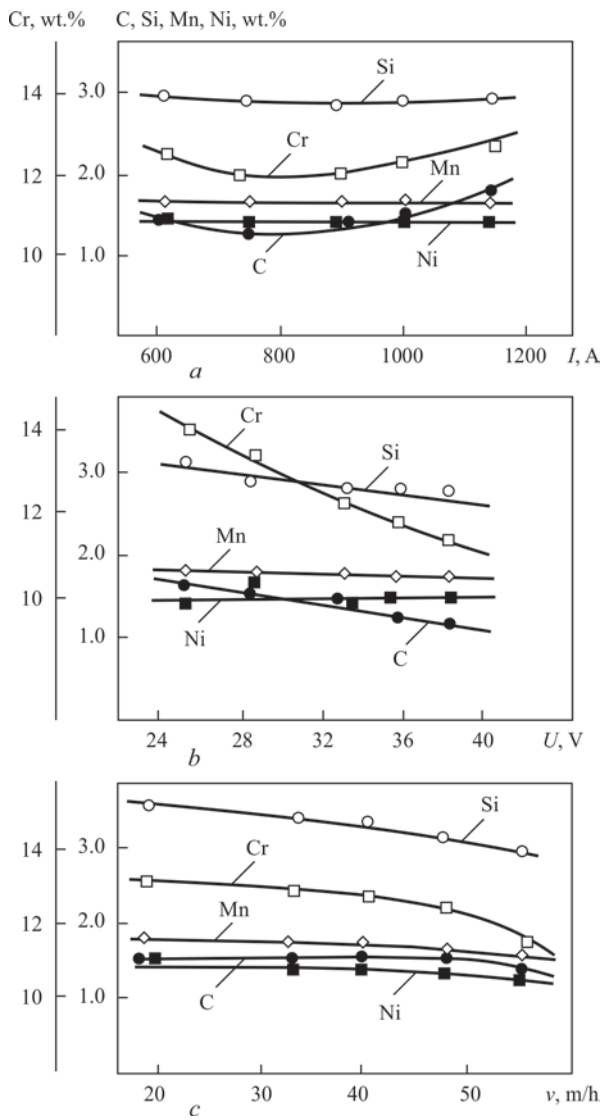 Cr, wt.% C, Si, Mn, Ni, wt.%
Si
14 3.0
Cr
Mn
12 2.0
10 1.0
C Ni
600 800 1000 1200 I, A
a
Cr
14
Si
3.0
12
Mn
2.0
10
Ni C
1.0
24 28 32 36 40 U, V
b
Si
14 3.0
Cr
Mn
12 2.0
10 1.0
C Ni
20 30 40 50 v, m/h
c